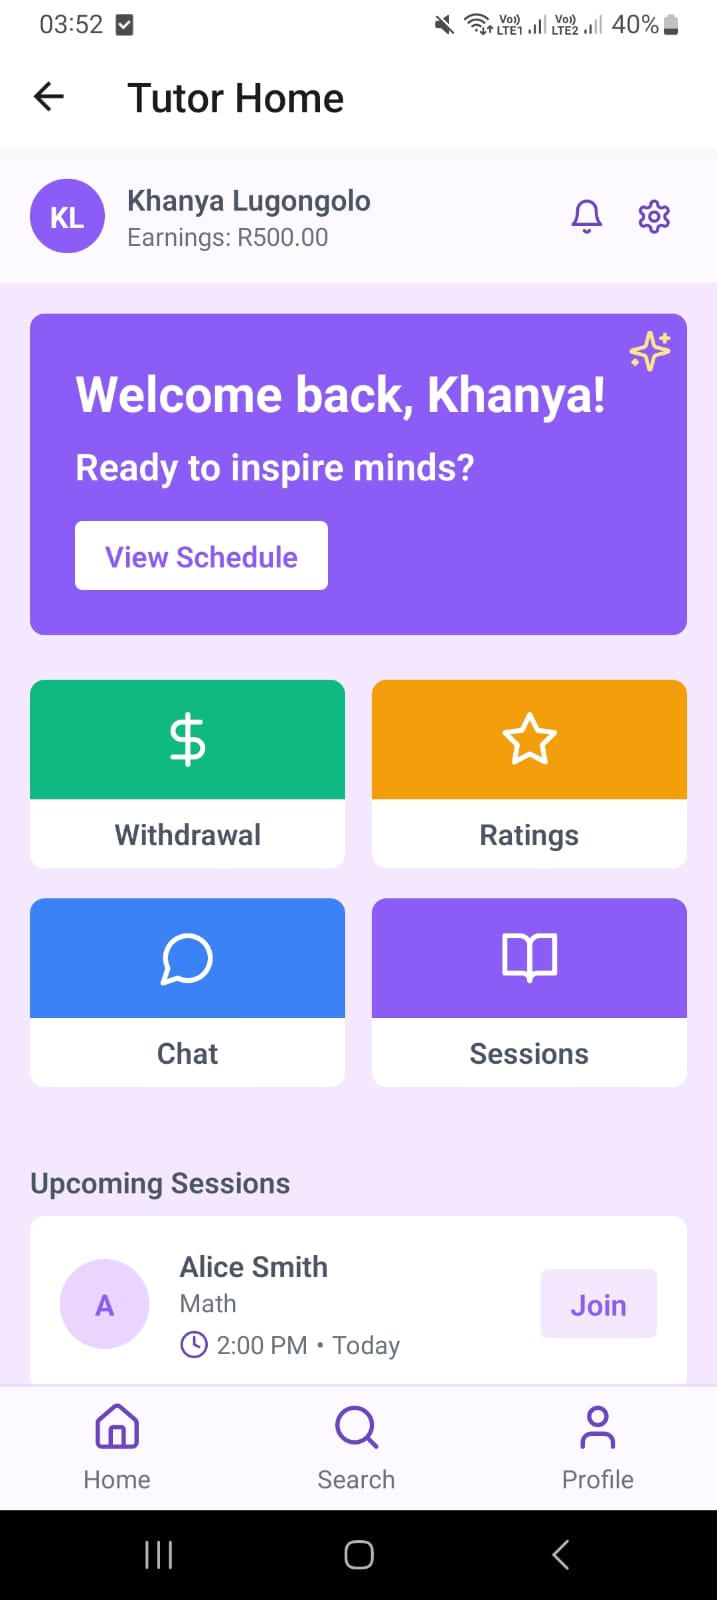 03:52
Vo)) LTE1 Vo)) LTE2 40%
Tutor Home
KL
Khanya Lugongolo
Earnings: R500.00
Welcome back, Khanya!
Ready to inspire minds?
View Schedule
$
Withdrawal
Ratings
Chat
Sessions
Upcoming Sessions
A
Alice Smith
Math
2:00 PM • Today
Join
Home
Search
Profile